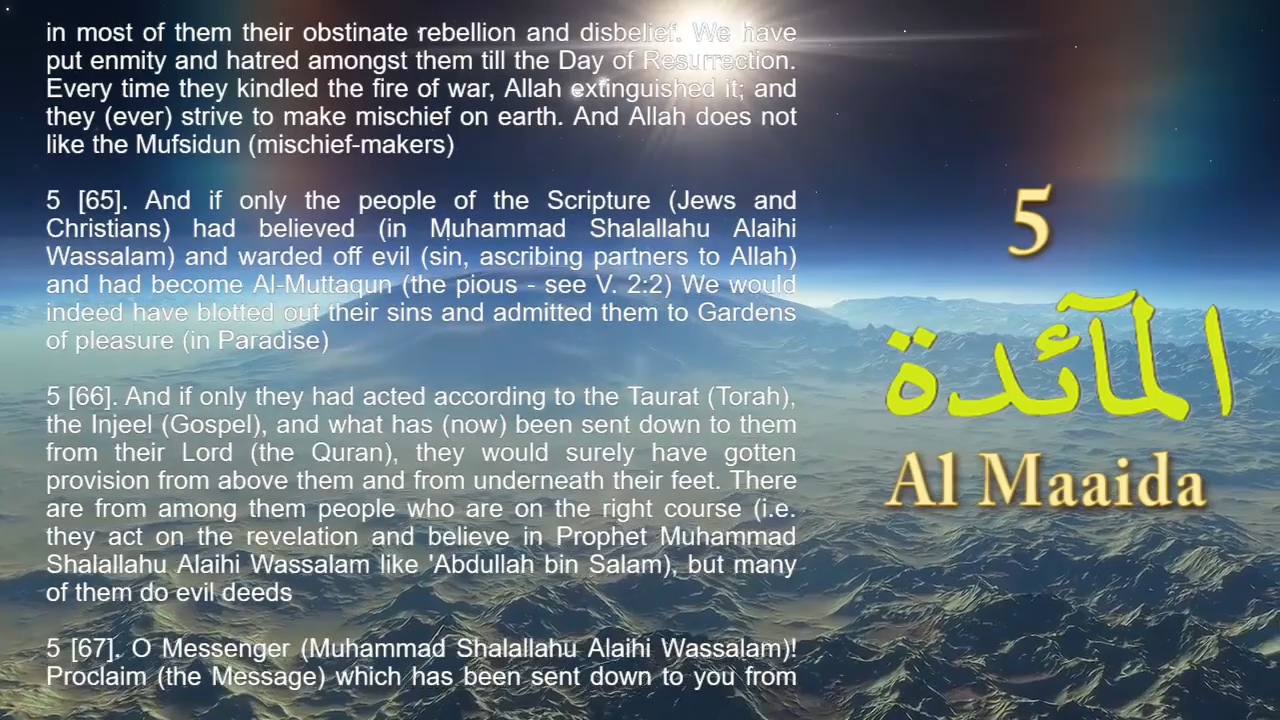 in most of them their obstinate rebellion and disbelief. We have
put enmity and hatred amongst them till the Day of Resurrection.
Every time they kindled the fire of war, Allah extinguished it; and
they (ever) strive to make mischief on earth. And Allah does not
like the Mufsidun (mischief-makers)
5 [65]. And if only the people of the Scripture (Jews and
Christians) had believed (in Muhammad Shalallahu Alaihi
Wassalam) and warded off evil (sin, ascribing partners to Allah)
and had become Al-Muttaqun (the pious - see V. 2:2) We would
indeed have blotted out their sins and admitted them to Gardens
of pleasure (in Paradise)
5 [66]. And if only they had acted according to the Taurat (Torah),
the Injeel (Gospel), and what has (now) been sent down to them
from their Lord (the Quran), they would surely have gotten
provision from above them and from underneath their feet. There
are from among them people who are on the right course (i.e.
they act on the revelation and believe in Prophet Muhammad
Shalallahu Alaihi Wassalam like 'Abdullah bin Salam), but many
of them do evil deeds
5 [67]. O Messenger (Muhammad Shalallahu Alaihi Wassalam)!
Proclaim (the Message) which has been sent down to you from
5
المآئدة
Al Maaida